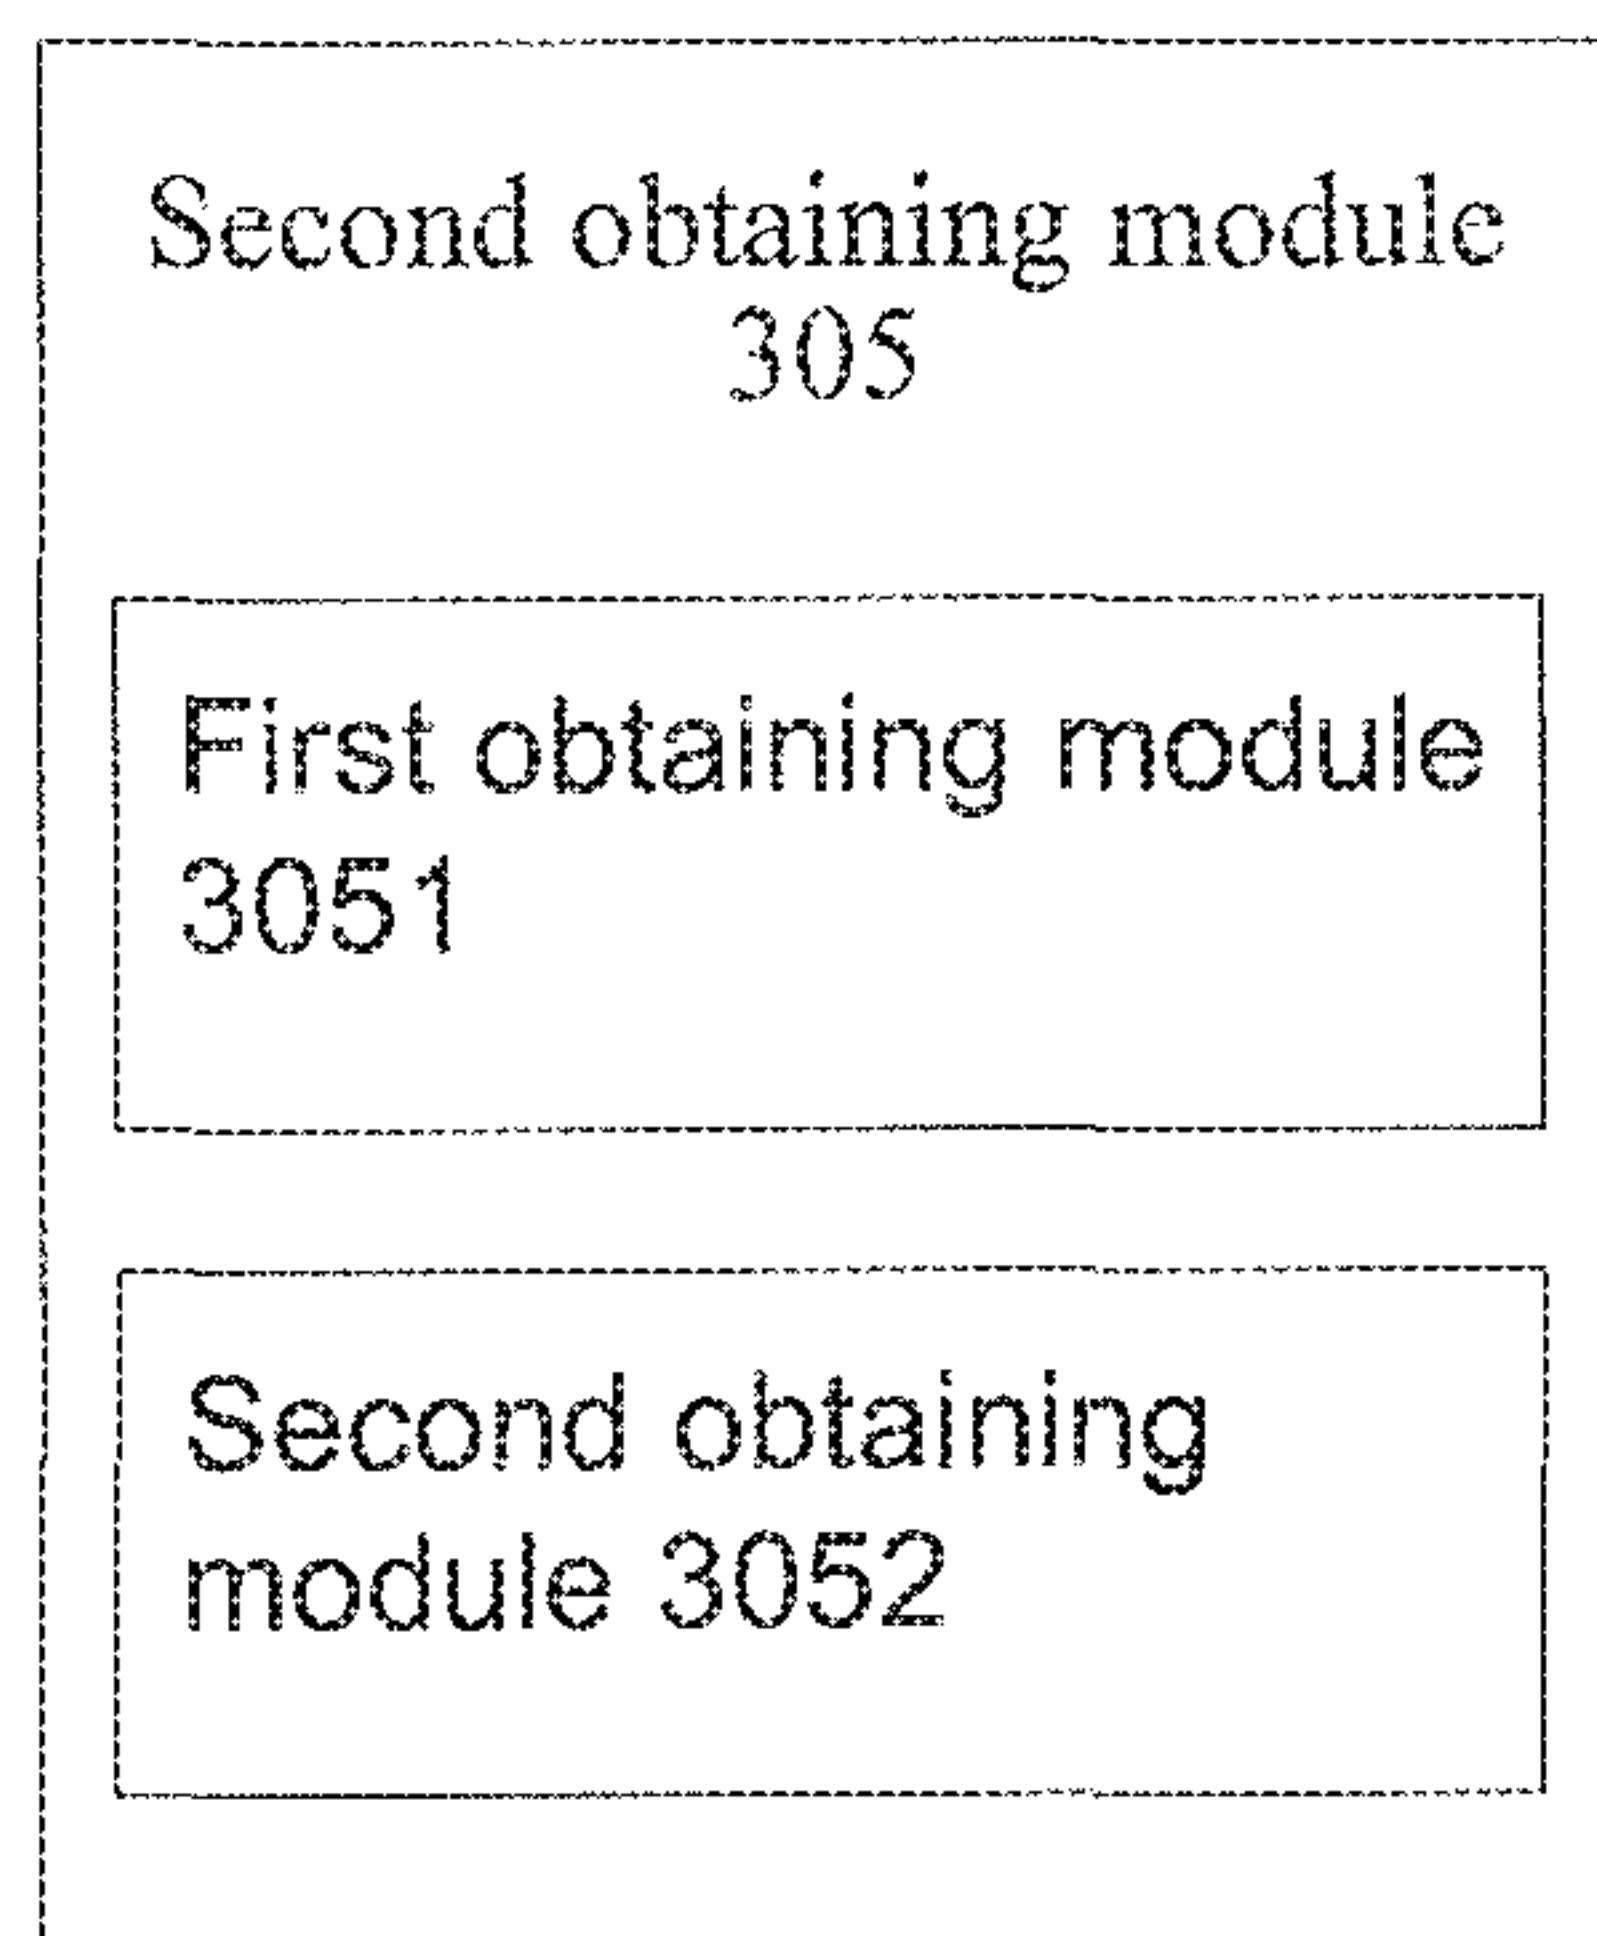 Second obtaining module
305
First obtaining module
3051
Second obtaining
module 3052